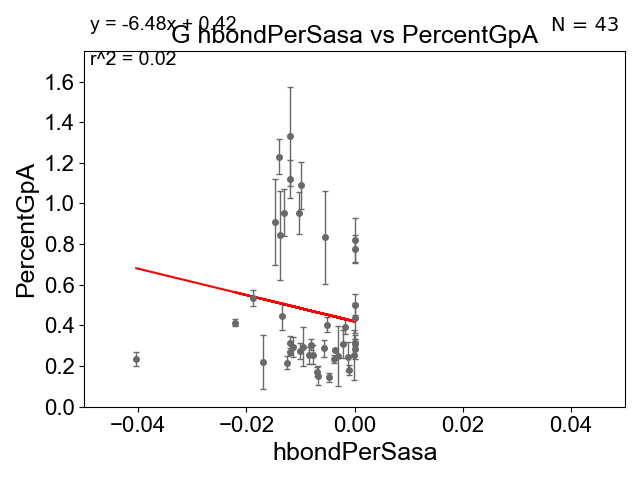 y = -6.48x + 0.42
N = 43
G hbondPerSasa vs PercentGpA
r^2 = 0.02
PercentGpA
1.6
1.4
1.2
1.0
0.8
0.6
0.4
0.2
0.0
−0.04 −0.02 0.00 0.02 0.04
hbondPerSasa